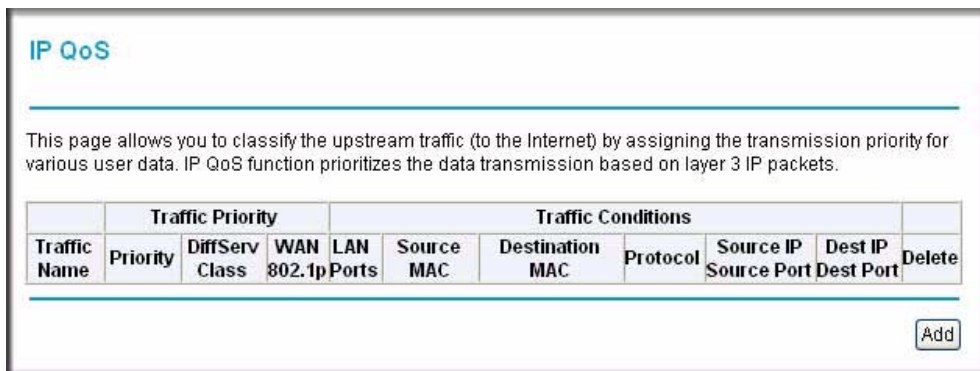 IP QoS
This page allows you to classify the upstream traffic (to the Internet) by assigning the transmission priority for
various user data. IP QoS function prioritizes the data transmission based on layer 3 IP packets.
Traffic Priority Traffic Conditions
Traffic Name Priority DiffServ Class WAN 802.1p LAN Ports Source MAC Destination MAC Protocol Source IP Source Port Dest IP Dest Port Delete
Add